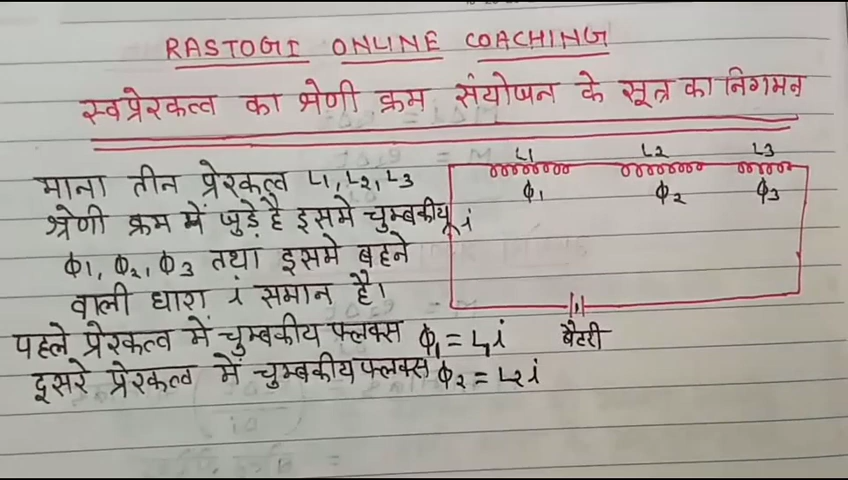 RASTOGI ONLINE COACHING
स्वप्रेरकत्व का श्रेणी क्रम संयोजन के सूत्र का निगमन
माना तीन प्रेरकत्व L1, L2, L3
श्रेणी क्रम में जुड़े है इसमे चुम्बकीय
Φ1, Φ2, Φ3 तथा इसमे बहने
वाली धारा i समान है।
L1 L2 L3
Φ1 Φ2 Φ3
i
बैटरी
पहले प्रेरकत्व में चुम्बकीय फ्लक्स Φ1 = L1i
दूसरे प्रेरकत्व में चुम्बकीय फ्लक्स Φ2 = L2i